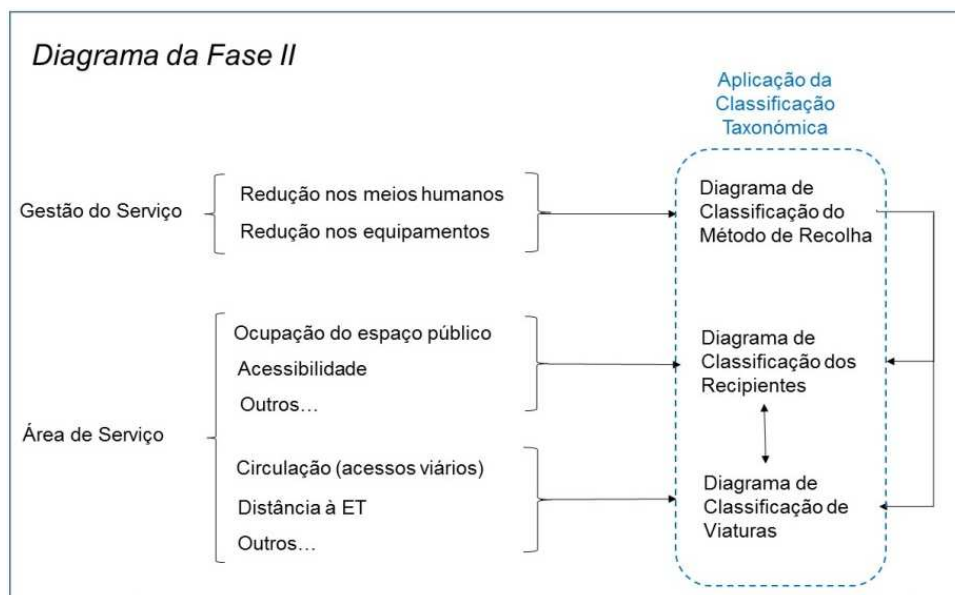 Diagrama da Fase II
Aplicação da
Classificação
Taxonómica
Gestão do Serviço
Redução nos meios humanos
Redução nos equipamentos
Diagrama de
Classificação do
Método de Recolha
Área de Serviço
Ocupação do espaço público
Acessibilidade
Outros…
Diagrama de
Classificação dos
Recipientes
Circulação (acessos viários)
Distância à ET
Outros…
Diagrama de
Classificação de
Viaturas